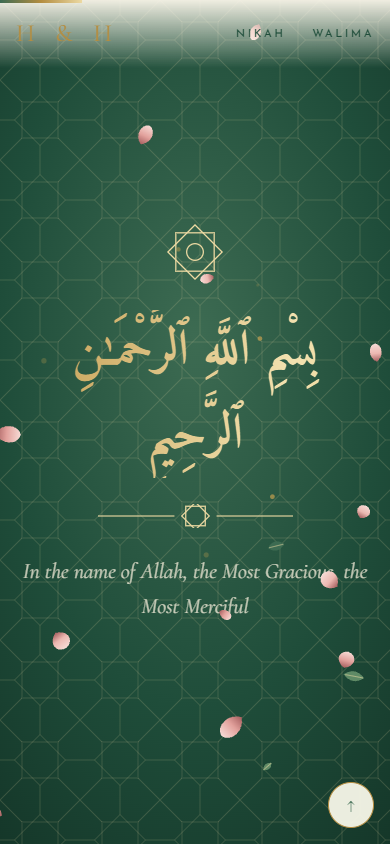 H & H
NIKAH WALIMA
بِسْمِ ٱللَّهِ ٱلرَّحْمَـٰنِ
ٱلرَّحِيمِ
In the name of Allah, the Most Gracious, the
Most Merciful
↑